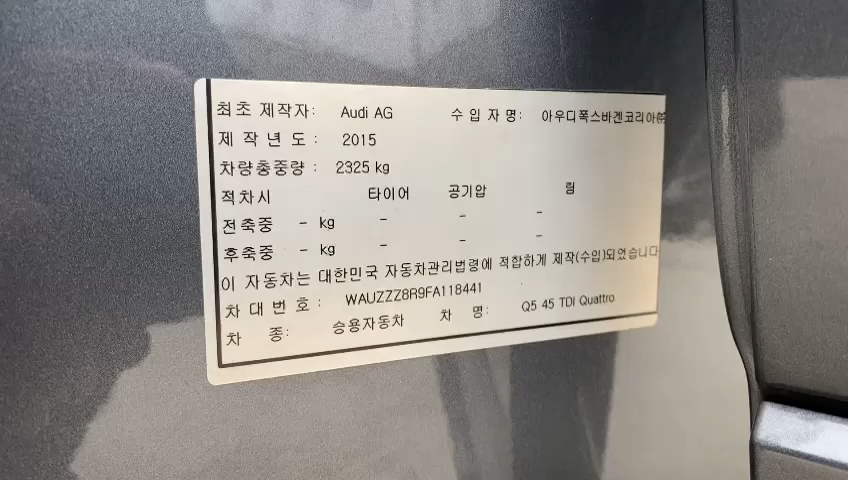 최초 제작자: Audi AG 수 입 자 명: 아우디폭스바겐코리아㈜
제 작 년 도 : 2015
차량총중량 : 2325 kg
적차시 타이어 공기압 림
전축중 - kg - - -
후축중 - kg - - -
이 자동차는 대한민국 자동차관리법령에 적합하게 제작(수입)되었습니다
차 대 번 호 : WAUZZZ8R9FA118441
차 종: 승용자동차 차 명: Q5 45 TDI Quattro